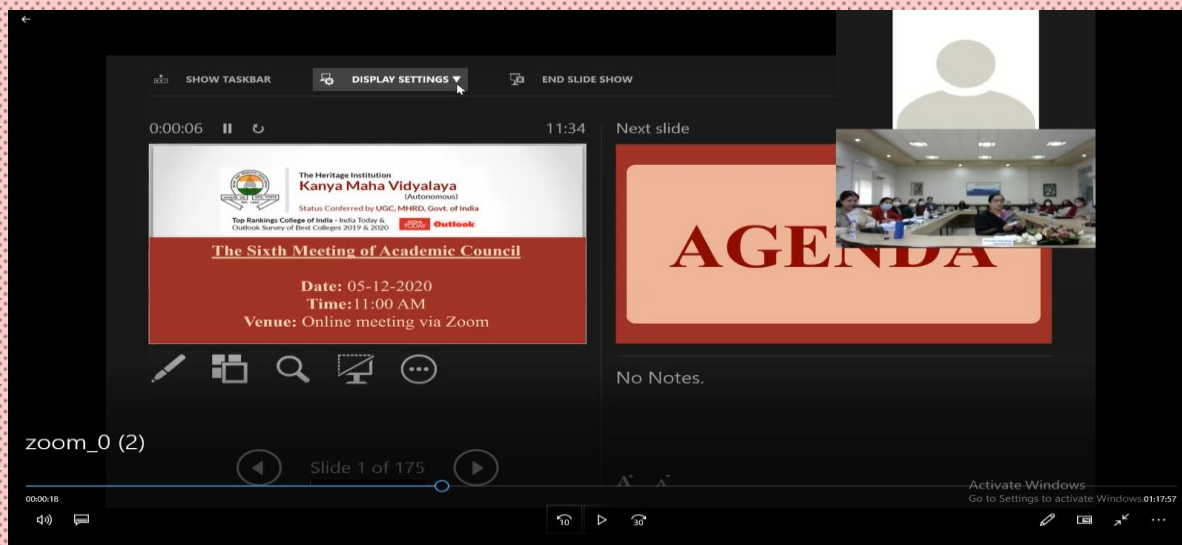 SHOW TASKBAR
DISPLAY SETTINGS ▼
END SLIDE SHOW
0:00:06
11:34
Next slide
The Heritage Institution
Kanya Maha Vidyalaya
(Autonomous)
Status Conferred by UGC, MHRD, Govt. of India
Top Rankings College of India - India Today &
Outlook Survey of Best Colleges 2019 & 2020
INDIA
TODAY
Outlook
The Sixth Meeting of Academic Council
Date: 05-12-2020
Time:11:00 AM
Venue: Online meeting via Zoom
AGENDA
No Notes.
zoom_0 (2)
Slide 1 of 175
A A
Activate Windows
Go to Settings to activate Windows.
00:00:18
01:17:57
10
30